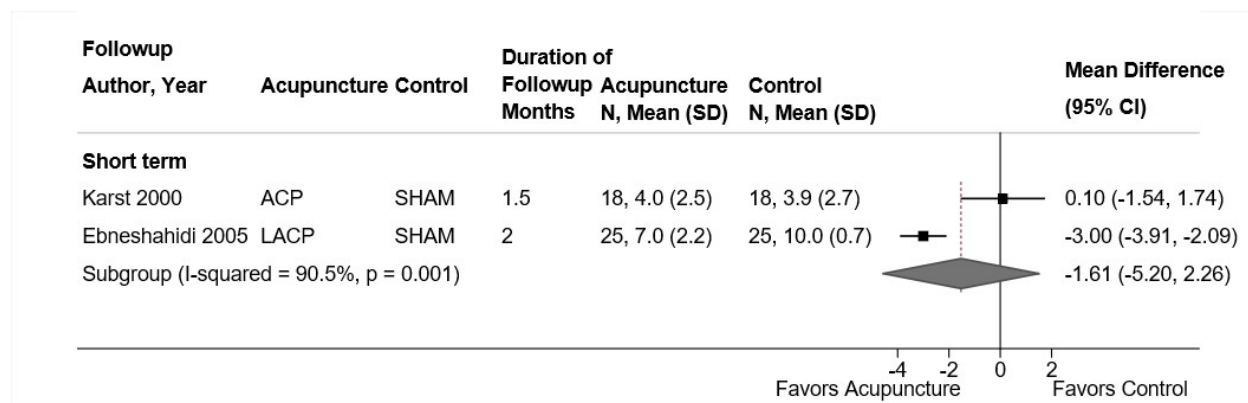 Followup
Author, Year Acupuncture Control Duration of Followup Months Acupuncture N, Mean (SD) Control N, Mean (SD) Mean Difference (95% CI)
Short term
Karst 2000 ACP SHAM 1.5 18, 4.0 (2.5) 18, 3.9 (2.7) 0.10 (-1.54, 1.74)
Ebneshahidi 2005 LACP SHAM 2 25, 7.0 (2.2) 25, 10.0 (0.7) -3.00 (-3.91, -2.09)
Subgroup (I-squared = 90.5%, p = 0.001) -1.61 (-5.20, 2.26)
-4 -2 0 2
Favors Acupuncture Favors Control